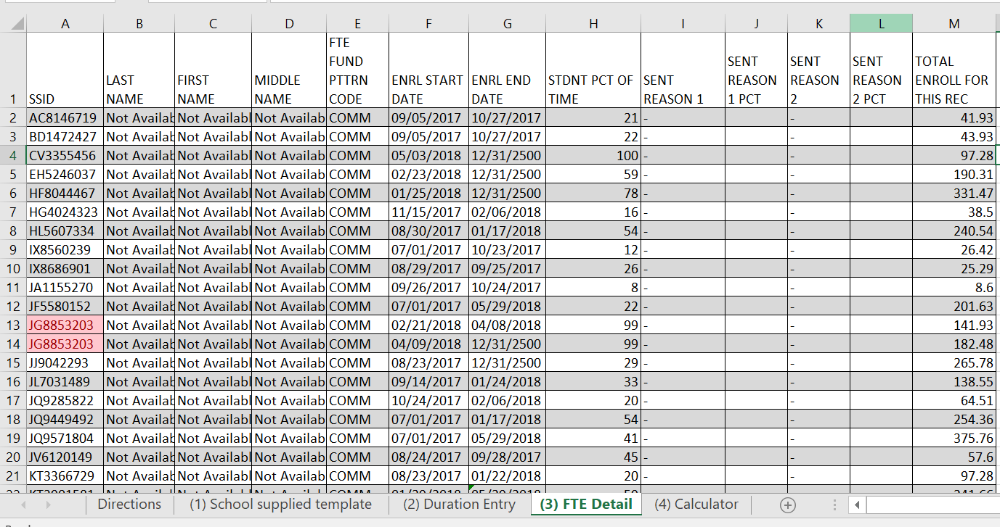 A B C D E F G H I J K L M
1 SSID LAST NAME FIRST NAME MIDDLE NAME FTE FUND PTTRN CODE ENRL START DATE ENRL END DATE STDNT PCT OF TIME SENT REASON 1 SENT REASON 1 PCT SENT REASON 2 SENT REASON 2 PCT TOTAL ENROLL FOR THIS REC
2 AC8146719 Not Availab Not Availabl Not Availab COMM 09/05/2017 10/27/2017 21 - - 41.93
3 BD1472427 Not Availab Not Availabl Not Availab COMM 09/05/2017 10/27/2017 22 - - 43.93
4 CV3355456 Not Availab Not Availabl Not Availab COMM 05/03/2018 12/31/2500 100 - - 97.28
5 EH5246037 Not Availab Not Availabl Not Availab COMM 02/23/2018 12/31/2500 59 - - 190.31
6 HF8044467 Not Availab Not Availabl Not Availab COMM 01/25/2018 12/31/2500 78 - - 331.47
7 HG4024323 Not Availab Not Availabl Not Availab COMM 11/15/2017 02/06/2018 16 - - 38.5
8 HL5607334 Not Availab Not Availabl Not Availab COMM 08/30/2017 01/17/2018 54 - - 240.54
9 IX8560239 Not Availab Not Availabl Not Availab COMM 07/01/2017 10/23/2017 12 - - 26.42
10 IX8686901 Not Availab Not Availabl Not Availab COMM 08/29/2017 09/25/2017 26 - - 25.29
11 JA1155270 Not Availab Not Availabl Not Availab COMM 09/26/2017 10/24/2017 8 - - 8.6
12 JF5580152 Not Availab Not Availabl Not Availab COMM 07/01/2017 05/29/2018 22 - - 201.63
13 JG8853203 Not Availab Not Availabl Not Availab COMM 02/21/2018 04/08/2018 99 - - 141.93
14 JG8853203 Not Availab Not Availabl Not Availab COMM 04/09/2018 12/31/2500 99 - - 182.48
15 JJ9042293 Not Availab Not Availabl Not Availab COMM 08/23/2017 12/31/2500 29 - - 265.78
16 JL7031489 Not Availab Not Availabl Not Availab COMM 09/14/2017 01/24/2018 33 - - 138.55
17 JQ9285822 Not Availab Not Availabl Not Availab COMM 10/24/2017 02/06/2018 20 - - 64.51
18 JQ9449492 Not Availab Not Availabl Not Availab COMM 07/01/2017 01/17/2018 54 - - 254.36
19 JQ9571804 Not Availab Not Availabl Not Availab COMM 07/01/2017 05/29/2018 41 - - 375.76
20 JV6120149 Not Availab Not Availabl Not Availab COMM 08/24/2017 09/28/2017 45 - - 57.6
21 KT3366729 Not Availab Not Availabl Not Availab COMM 08/23/2017 01/22/2018 20 - - 97.28
Directions (1) School supplied template (2) Duration Entry (3) FTE Detail (4) Calculator